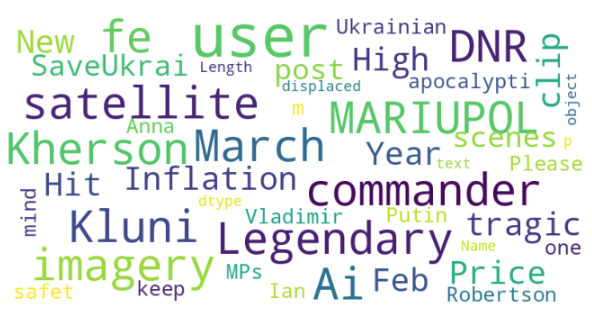 New fe user Ukrainian High DNR clip
SaveUkrai Length post displaced apocalypti object
satellite Anna m MARIUPOL
Kherson March Year scenes p
mind Hit Inflation text Please
dtype commander
Kluni Legendary Vladimir Putin tragic one
imagery MPs Name
safet keep Ian Ai Feb Price
Robertson